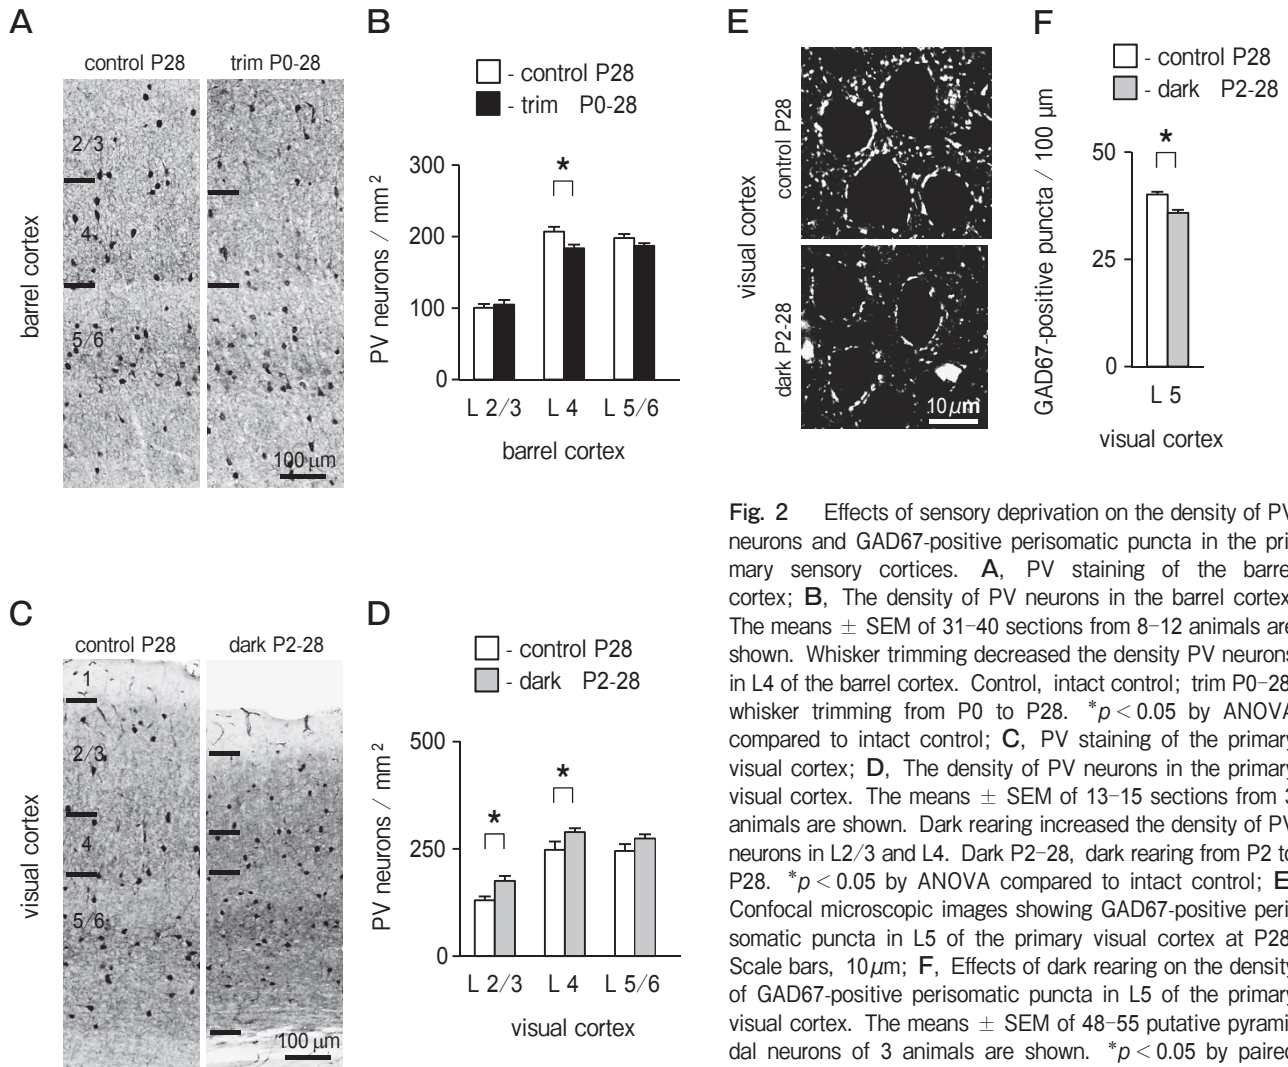 A
control P28
trim P0-28
2/3
4
5/6
barrel cortex
100 μm
B
- control P28
- trim P0-28
PV neurons / mm²
300
200
100
0
*
L 2/3 L 4 L 5/6
barrel cortex
C
control P28
dark P2-28
1
2/3
4
5/6
visual cortex
100 μm
D
- control P28
- dark P2-28
PV neurons / mm²
500
250
0
*
*
L 2/3 L 4 L 5/6
visual cortex
E
control P28
visual cortex
dark P2-28
10 μm
F
- control P28
- dark P2-28
GAD67-positive puncta / 100 μm
50
25
0
*
L 5
visual cortex
Fig. 2 Effects of sensory deprivation on the density of PV
neurons and GAD67-positive perisomatic puncta in the pri
mary sensory cortices. A, PV staining of the barre
cortex; B, The density of PV neurons in the barrel cortex
The means ± SEM of 31–40 sections from 8–12 animals are
shown. Whisker trimming decreased the density PV neurons
in L4 of the barrel cortex. Control, intact control; trim P0–28
whisker trimming from P0 to P28. *p < 0.05 by ANOVA
compared to intact control; C, PV staining of the primary
visual cortex; D, The density of PV neurons in the primary
visual cortex. The means ± SEM of 13–15 sections from 3
animals are shown. Dark rearing increased the density of PV
neurons in L2/3 and L4. Dark P2–28, dark rearing from P2 to
P28. *p < 0.05 by ANOVA compared to intact control; E
Confocal microscopic images showing GAD67-positive peri
somatic puncta in L5 of the primary visual cortex at P28
Scale bars, 10μm; F, Effects of dark rearing on the density
of GAD67-positive perisomatic puncta in L5 of the primary
visual cortex. The means ± SEM of 48–55 putative pyrami
dal neurons of 3 animals are shown. *p < 0.05 by paired